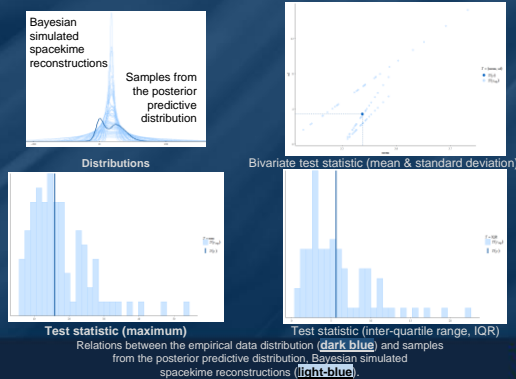 Bayesian
simulated
spacekime
reconstructions
Samples from
the posterior
predictive
distribution
Distributions
Bivariate test statistic (mean & standard deviation)
Test statistic (maximum)
Test statistic (inter-quartile range, IQR)
Relations between the empirical data distribution (dark blue) and samples
from the posterior predictive distribution, Bayesian simulated
spacekime reconstructions (light-blue).